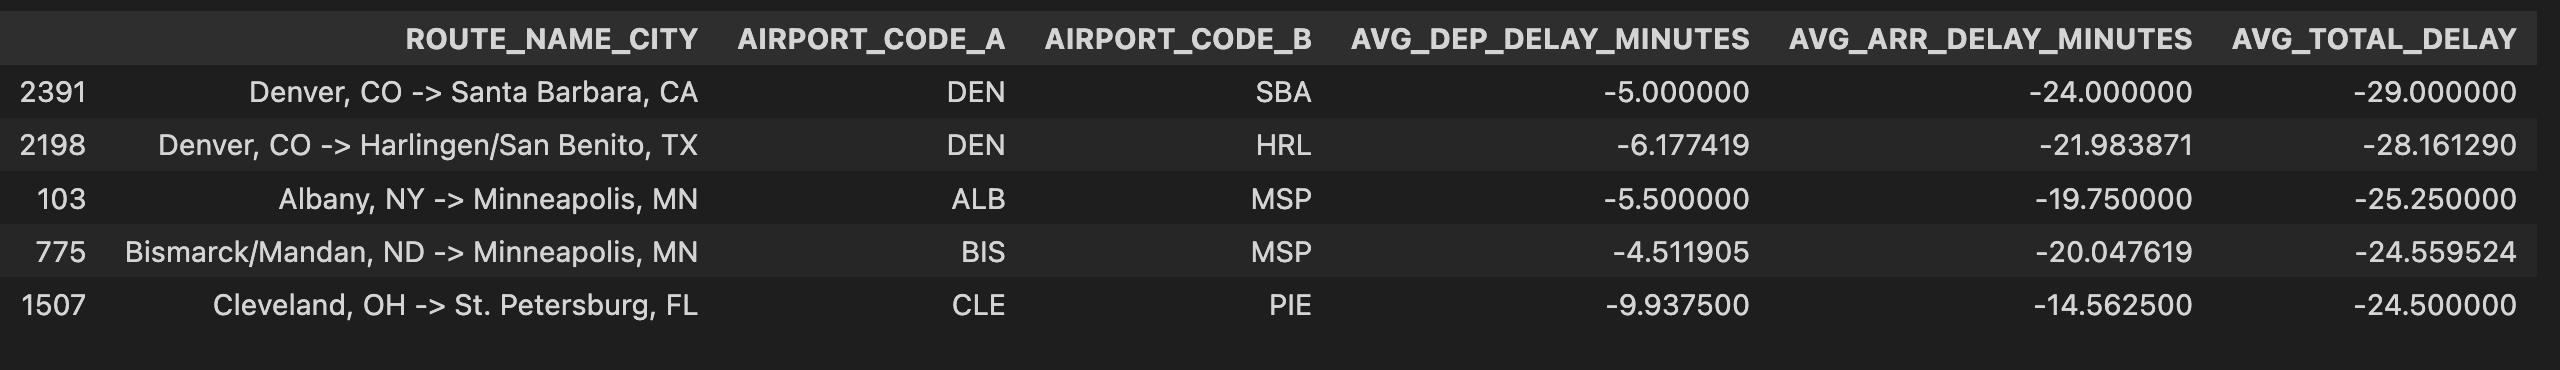 ROUTE_NAME_CITY AIRPORT_CODE_A AIRPORT_CODE_B AVG_DEP_DELAY_MINUTES AVG_ARR_DELAY_MINUTES AVG_TOTAL_DELAY
2391 Denver, CO -> Santa Barbara, CA DEN SBA -5.000000 -24.000000 -29.000000
2198 Denver, CO -> Harlingen/San Benito, TX DEN HRL -6.177419 -21.983871 -28.161290
103 Albany, NY -> Minneapolis, MN ALB MSP -5.500000 -19.750000 -25.250000
775 Bismarck/Mandan, ND -> Minneapolis, MN BIS MSP -4.511905 -20.047619 -24.559524
1507 Cleveland, OH -> St. Petersburg, FL CLE PIE -9.937500 -14.562500 -24.500000